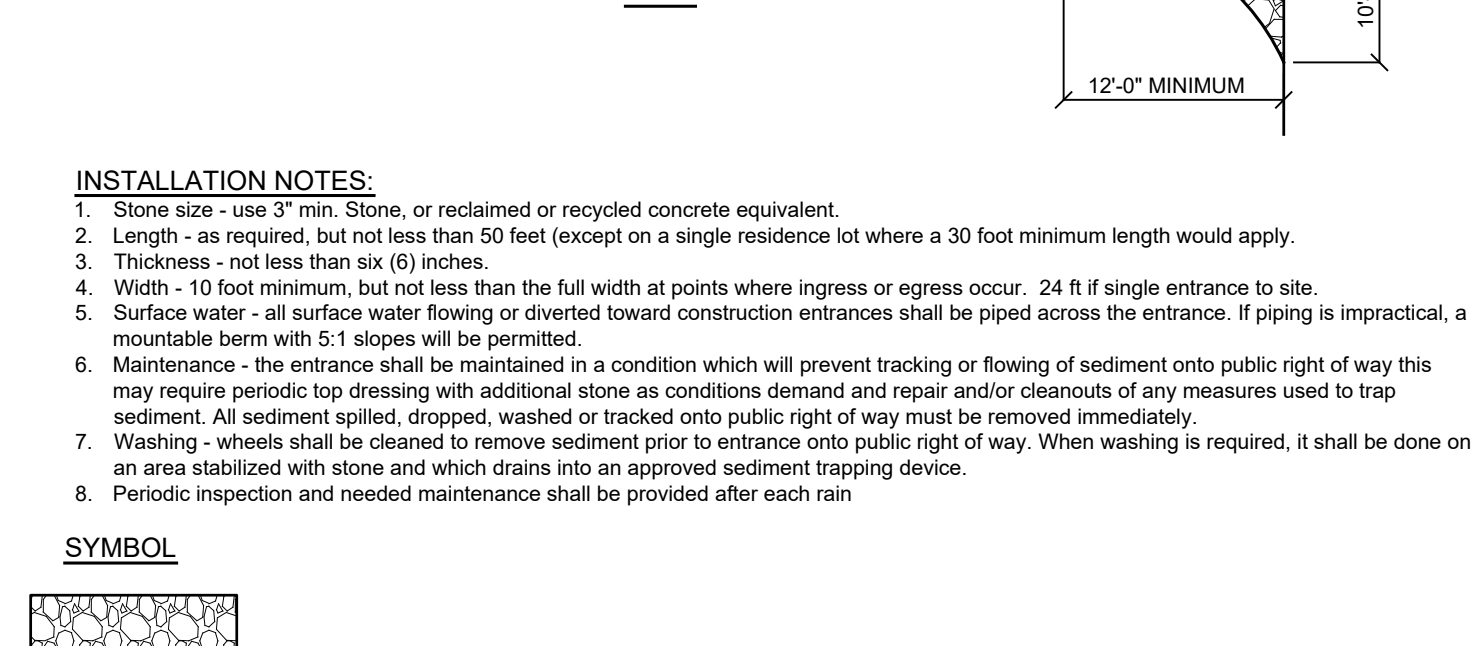 10'
12'-0" MINIMUM
INSTALLATION NOTES:
1. Stone size - use 3" min. Stone, or reclaimed or recycled concrete equivalent.
2. Length - as required, but not less than 50 feet (except on a single residence lot where a 30 foot minimum length would apply.
3. Thickness - not less than six (6) inches.
4. Width - 10 foot minimum, but not less than the full width at points where ingress or egress occur.  24 ft if single entrance to site.
5. Surface water - all surface water flowing or diverted toward construction entrances shall be piped across the entrance. If piping is impractical, a
mountable berm with 5:1 slopes will be permitted.
6. Maintenance - the entrance shall be maintained in a condition which will prevent tracking or flowing of sediment onto public right of way this
may require periodic top dressing with additional stone as conditions demand and repair and/or cleanouts of any measures used to trap
sediment. All sediment spilled, dropped, washed or tracked onto public right of way must be removed immediately.
7. Washing - wheels shall be cleaned to remove sediment prior to entrance onto public right of way. When washing is required, it shall be done on
an area stabilized with stone and which drains into an approved sediment trapping device.
8. Periodic inspection and needed maintenance shall be provided after each rain
SYMBOL